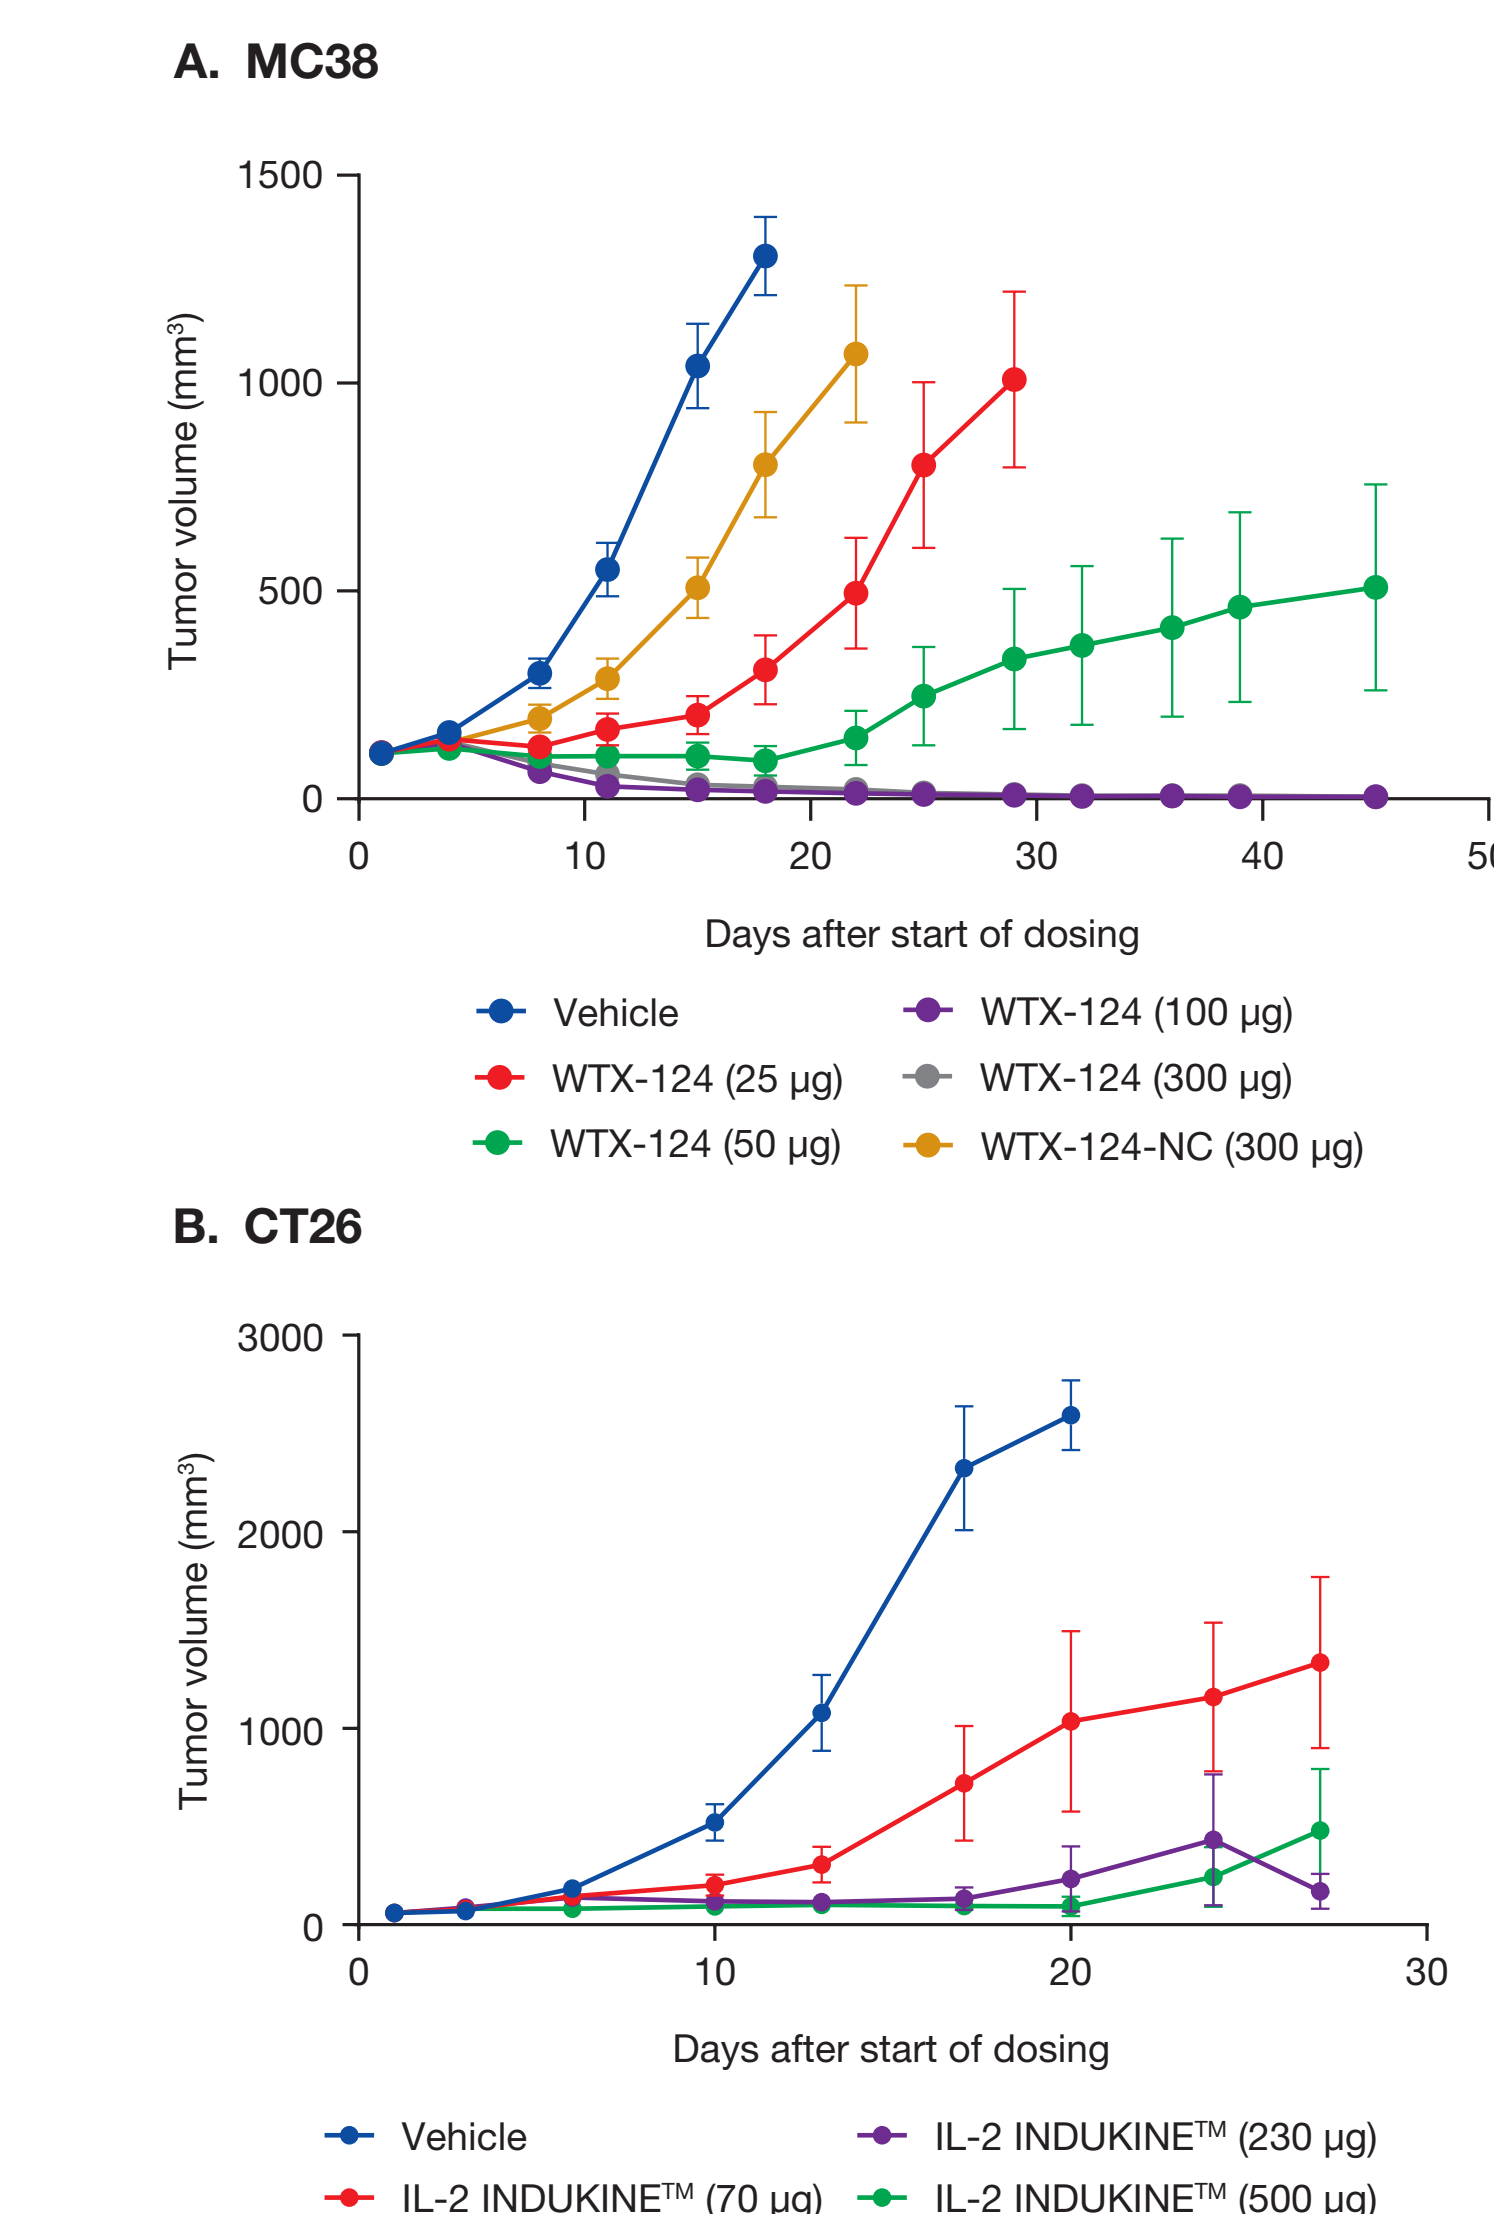 A. MC38
1500
1000
500
0
Tumor volume (mm³)
0 10 20 30 40
Days after start of dosing
Vehicle
WTX-124 (100 µg)
WTX-124 (25 µg)
WTX-124 (300 µg)
WTX-124 (50 µg)
WTX-124-NC (300 µg)
B. CT26
3000
2000
1000
0
Tumor volume (mm³)
0 10 20 30
Days after start of dosing
Vehicle
IL-2 INDUKINE™ (230 µg)
IL-2 INDUKINE™ (70 µg)
IL-2 INDUKINE™ (500 µg)